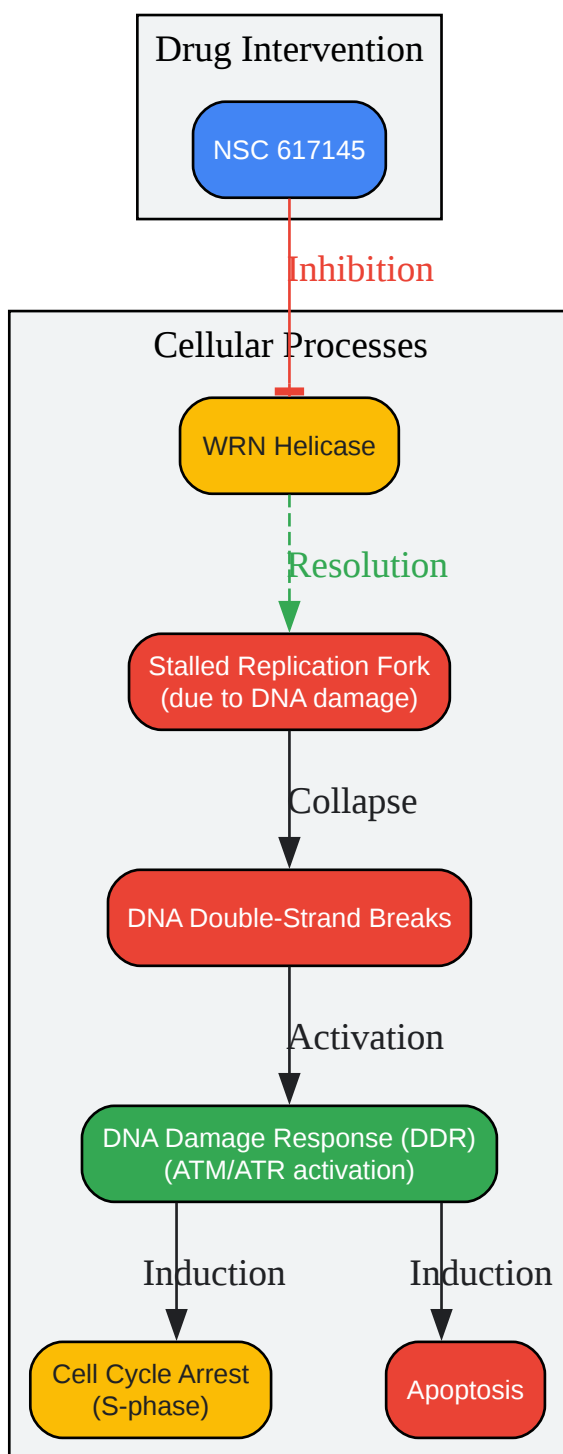 Drug Intervention
NSC 617145
Inhibition
Cellular Processes
WRN Helicase
Resolution
Stalled Replication Fork
(due to DNA damage)
Collapse
DNA Double-Strand Breaks
Activation
DNA Damage Response (DDR)
(ATM/ATR activation)
Induction
Induction
Cell Cycle Arrest
(S-phase)
Apoptosis